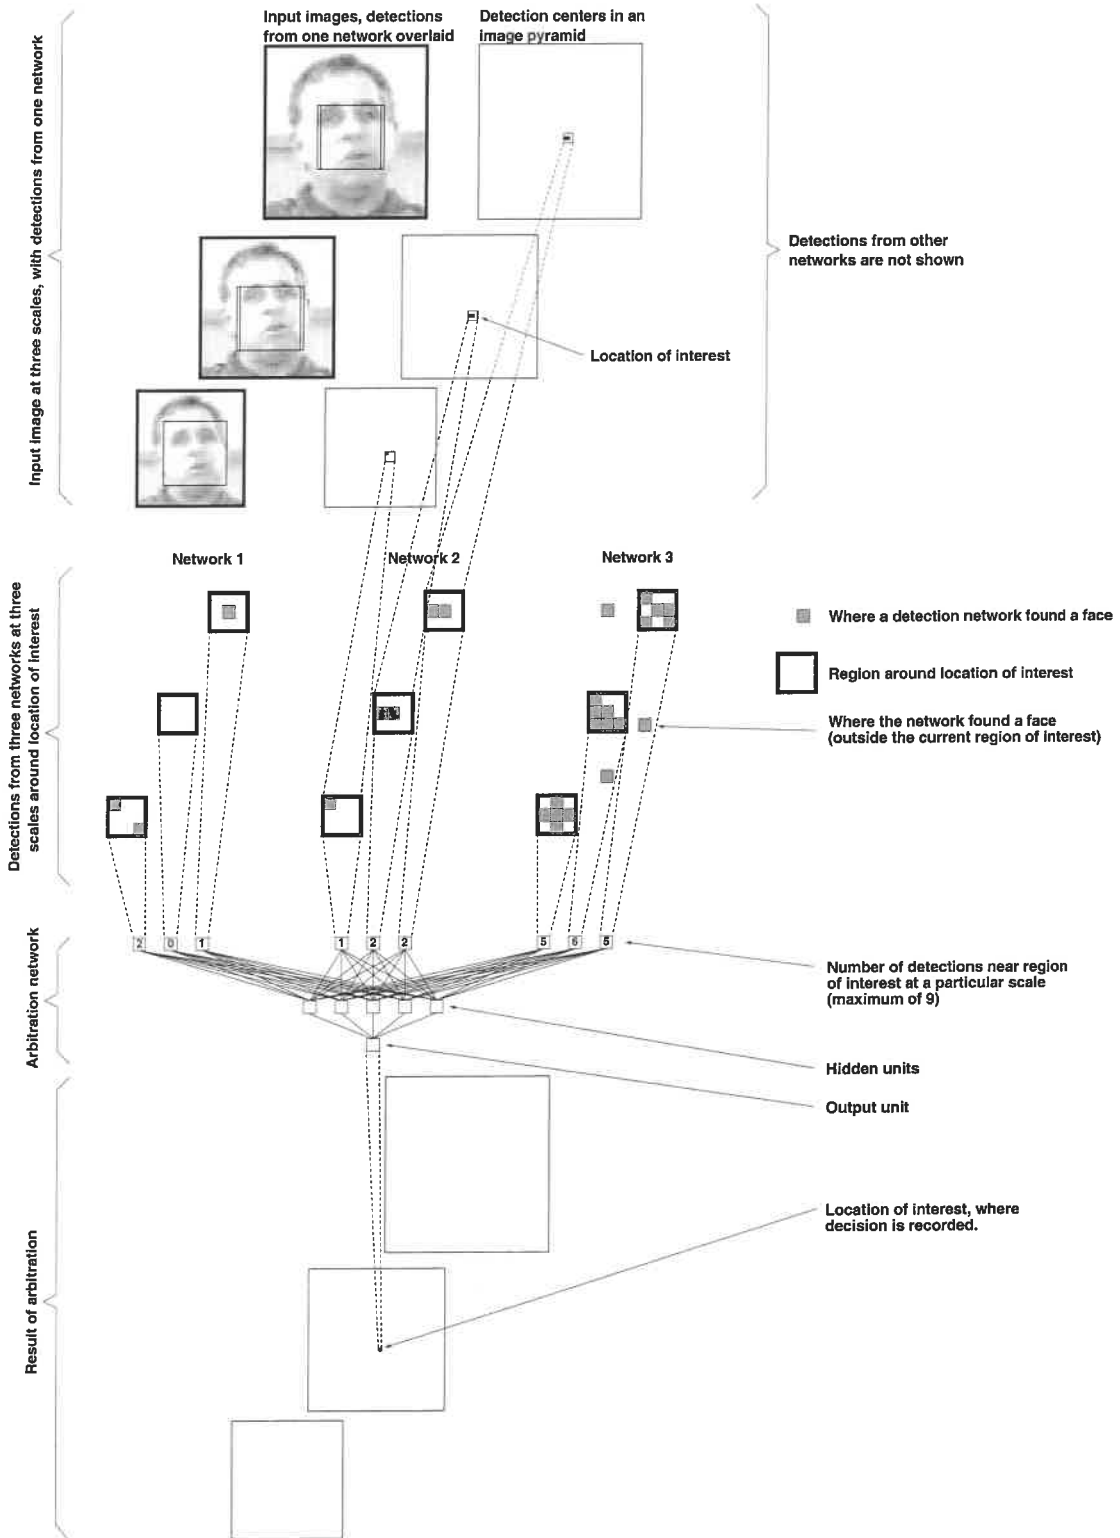 Input images, detections
from one network overlaid
Detection centers in an
image pyramid
Input image at three scales, with detections from one network
Detections from other
networks are not shown
Location of interest
Network 1
Network 2
Network 3
Detections from three networks at three
scales around location of interest
Where a detection network found a face
Region around location of interest
Where the network found a face
(outside the current region of interest)
2 0 1 1 2 2 5 6 5
Arbitration network
Number of detections near region
of interest at a particular scale
(maximum of 9)
Hidden units
Output unit
Result of arbitration
Location of interest, where
decision is recorded.